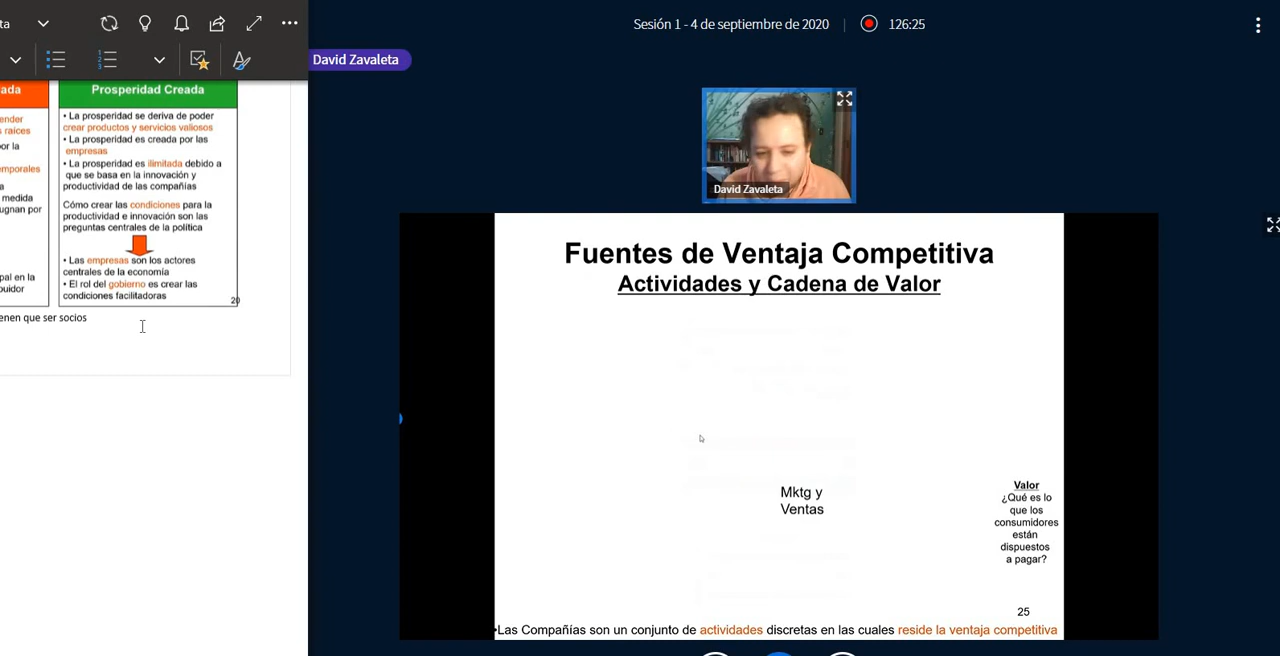 ta
ada
ender
s raíces
or la
emporales
a
medida
ugnan por
pal en la
buidor
Prosperidad Creada
• La prosperidad se deriva de poder
crear productos y servicios valiosos
• La prosperidad es creada por las
empresas
• La prosperidad es ilimitada debido a
que se basa en la innovación y
productividad de las compañías
Cómo crear las condiciones para la
productividad e innovación son las
preguntas centrales de la política
• Las empresas son los actores
centrales de la economía
• El rol del gobierno es crear las
condiciones facilitadoras
20
enen que ser socios
Sesión 1 - 4 de septiembre de 2020
126:25
David Zavaleta
David Zavaleta
Fuentes de Ventaja Competitiva
Actividades y Cadena de Valor
Mktg y
Ventas
Valor
¿Qué es lo
que los
consumidores
están
dispuestos
a pagar?
25
•Las Compañías son un conjunto de actividades discretas en las cuales reside la ventaja competitiva